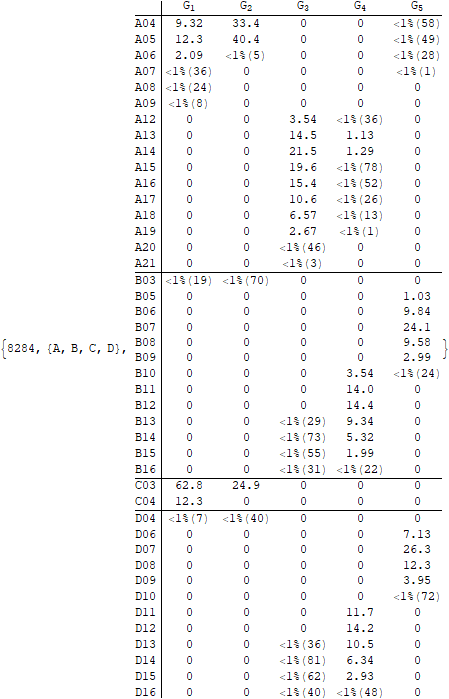 G1 G2 G3 G4 G5
A04 9.32 33.4 0 0 <1%(58)
A05 12.3 40.4 0 0 <1%(49)
A06 2.09 <1%(5) 0 0 <1%(28)
A07 <1%(36) 0 0 0 <1%(1)
A08 <1%(24) 0 0 0 0
A09 <1%(8) 0 0 0 0
A12 0 0 3.54 <1%(36) 0
A13 0 0 14.5 1.13 0
A14 0 0 21.5 1.29 0
A15 0 0 19.6 <1%(78) 0
A16 0 0 15.4 <1%(52) 0
A17 0 0 10.6 <1%(26) 0
A18 0 0 6.57 <1%(13) 0
A19 0 0 2.67 <1%(1) 0
A20 0 0 <1%(46) 0 0
A21 0 0 <1%(3) 0 0
B03 <1%(19) <1%(70) 0 0 0
B05 0 0 0 0 1.03
B06 0 0 0 0 9.84
B07 0 0 0 0 24.1
{8284, {A, B, C, D}, B08 0 0 0 0 9.58 }
B09 0 0 0 0 2.99
B10 0 0 0 3.54 <1%(24)
B11 0 0 0 14.0 0
B12 0 0 0 14.4 0
B13 0 0 <1%(29) 9.34 0
B14 0 0 <1%(73) 5.32 0
B15 0 0 <1%(55) 1.99 0
B16 0 0 <1%(31) <1%(22) 0
C03 62.8 24.9 0 0 0
C04 12.3 0 0 0 0
D04 <1%(7) <1%(40) 0 0 0
D06 0 0 0 0 7.13
D07 0 0 0 0 26.3
D08 0 0 0 0 12.3
D09 0 0 0 0 3.95
D10 0 0 0 0 <1%(72)
D11 0 0 0 11.7 0
D12 0 0 0 14.2 0
D13 0 0 <1%(36) 10.5 0
D14 0 0 <1%(81) 6.34 0
D15 0 0 <1%(62) 2.93 0
D16 0 0 <1%(40) <1%(48) 0